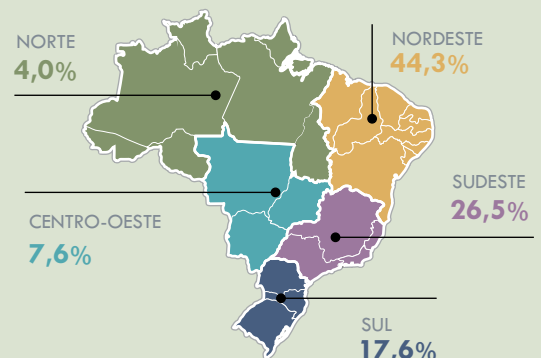 NORTE
4,0%
NORDESTE
44,3%
SUDESTE
26,5%
CENTRO-OESTE
7,6%
SUL
17,6%